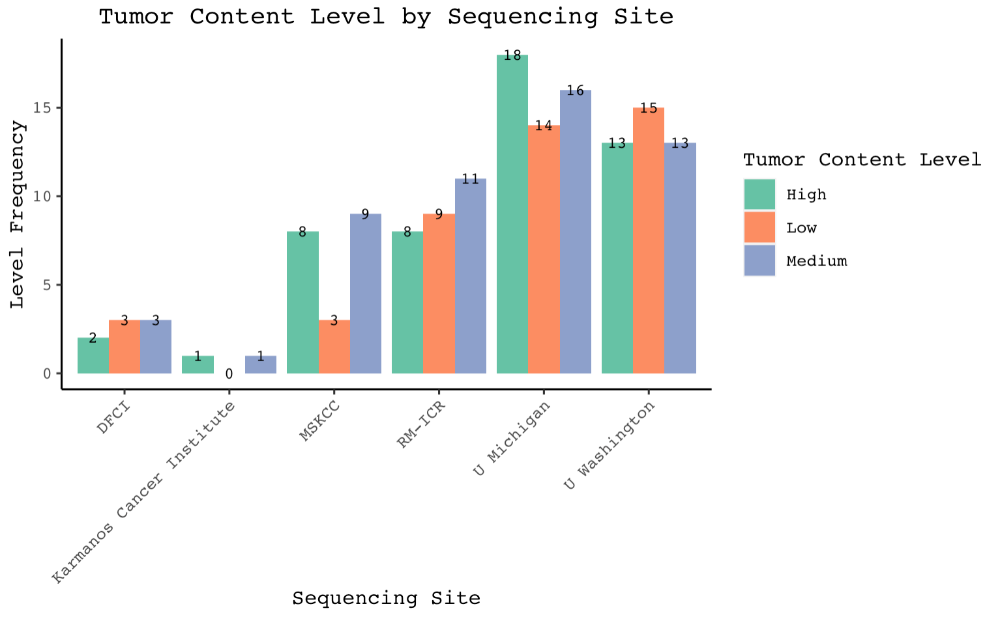 Tumor Content Level by Sequencing Site
Level Frequency
15
10
5
0
2
3
3
1
0
1
8
3
9
8
9
11
18
14
16
13
15
13
DFCI
Karmanos Cancer Institute
MSKCC
RM-ICR
U Michigan
U Washington
Sequencing Site
Tumor Content Level
High
Low
Medium